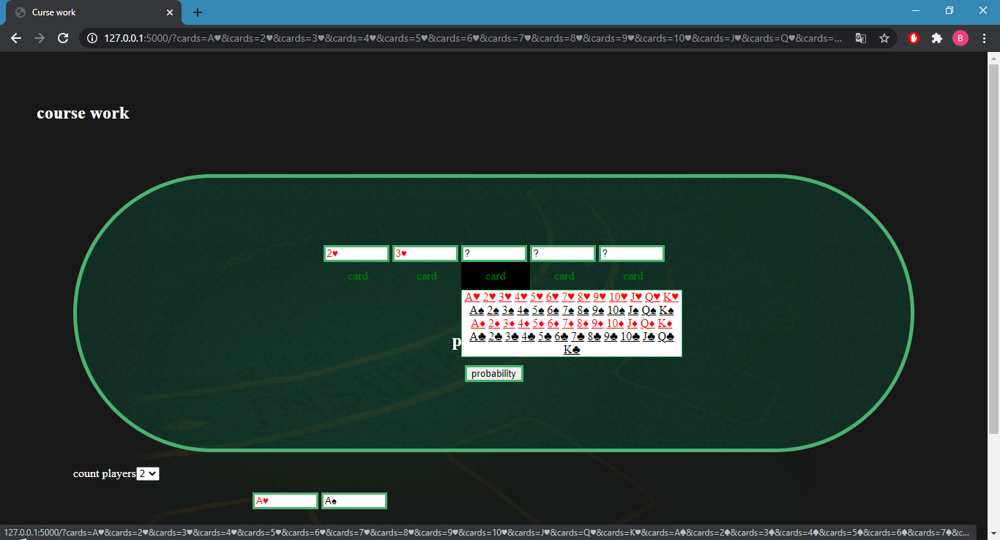 Curse work
127.0.0.1:5000/?cards=A♥&cards=2♥&cards=3♥&cards=4♥&cards=5♥&cards=6♥&cards=7♥&cards=8♥&cards=9♥&cards=10♥&cards=J♥&cards=Q♥&cards=...
B
course work
2♥ 3♥ ? ? ?
card card card card card
A♥ 2♥ 3♥ 4♥ 5♥ 6♥ 7♥ 8♥ 9♥ 10♥ J♥ Q♥ K♥
A♠ 2♠ 3♠ 4♠ 5♠ 6♠ 7♠ 8♠ 9♠ 10♠ J♠ Q♠ K♠
A♦ 2♦ 3♦ 4♦ 5♦ 6♦ 7♦ 8♦ 9♦ 10♦ J♦ Q♦ K♦
A♣ 2♣ 3♣ 4♣ 5♣ 6♣ 7♣ 8♣ 9♣ 10♣ J♣ Q♣
K♣
p
probability
count players 2
A♥ A♠
127.0.0.1:5000/?cards=A♥&cards=2♥&cards=3♥&cards=4♥&cards=5♥&cards=6♥&cards=7♥&cards=8♥&cards=9♥&cards=10♥&cards=J♥&cards=Q♥&cards=K♥&cards=A♠&cards=2♠&cards=3♠&cards=4♠&cards=5♠&cards=6♠&cards=7♠&c...